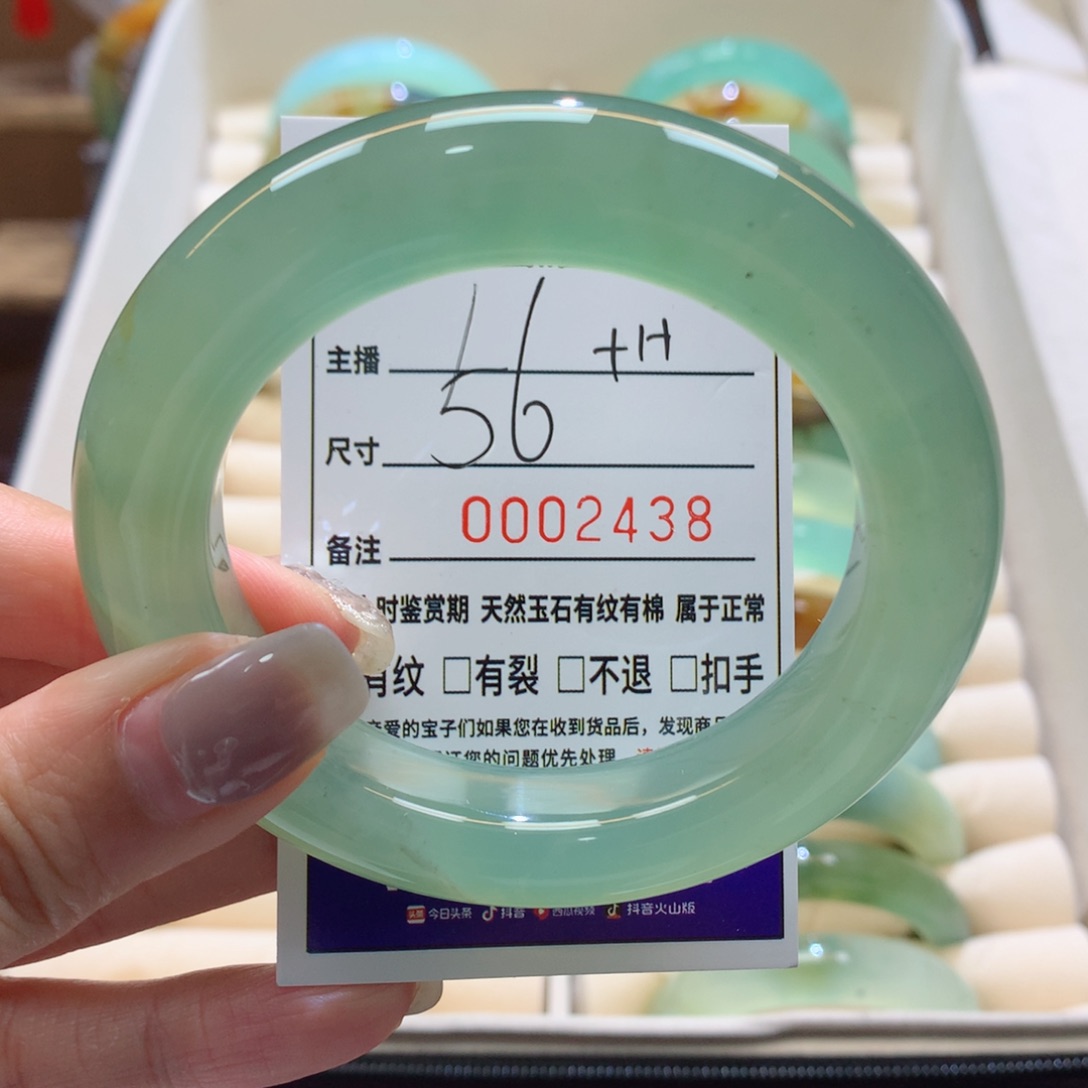 主播 +H
尺寸 56
0002438
备注
时鉴赏期 天然玉石有纹有棉 属于正常
有纹 □有裂 □不退 □扣手
亲爱的宝子们如果您在收到货品后，发现商
您的问题优先处理
今日头条 抖音 西瓜视频 抖音火山版